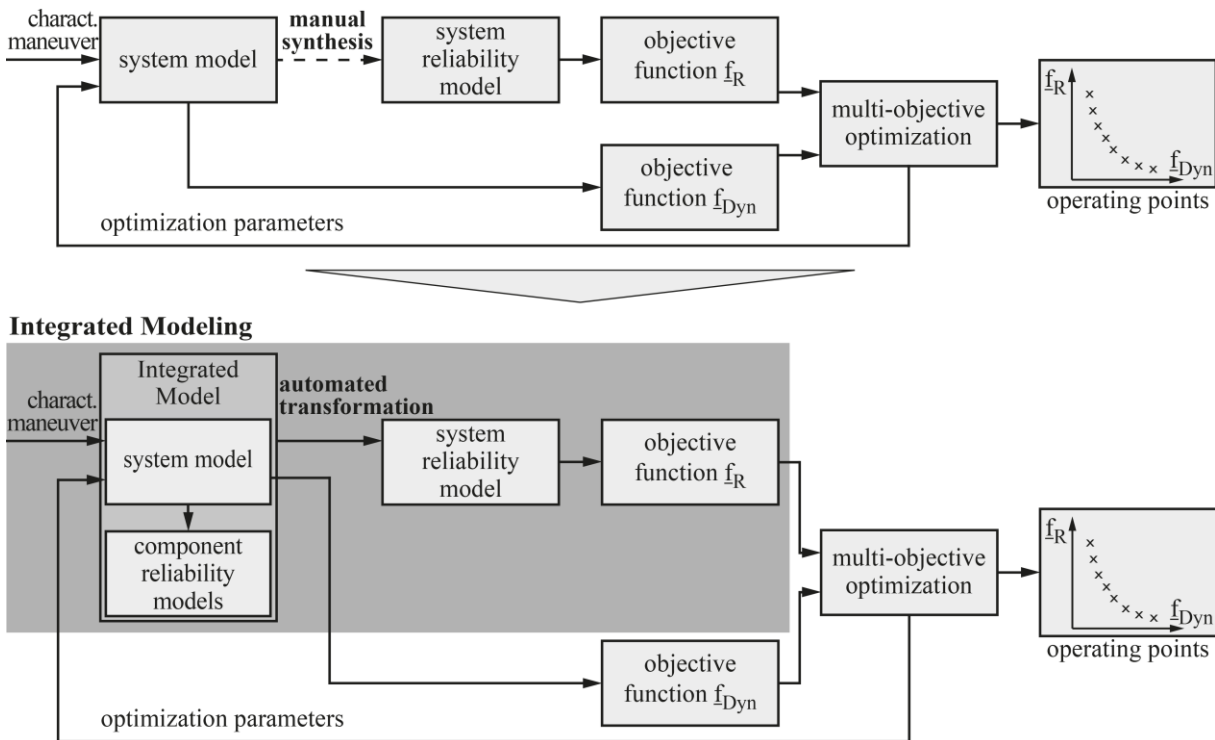 charact.
maneuver
system model
manual
synthesis
system
reliability
model
objective
function f_R
objective
function f_Dyn
multi-objective
optimization
f_R
f_Dyn
operating points
optimization parameters
Integrated Modeling
charact.
maneuver
Integrated
Model
system model
component
reliability
models
automated
transformation
system
reliability
model
objective
function f_R
objective
function f_Dyn
multi-objective
optimization
f_R
f_Dyn
operating points
optimization parameters